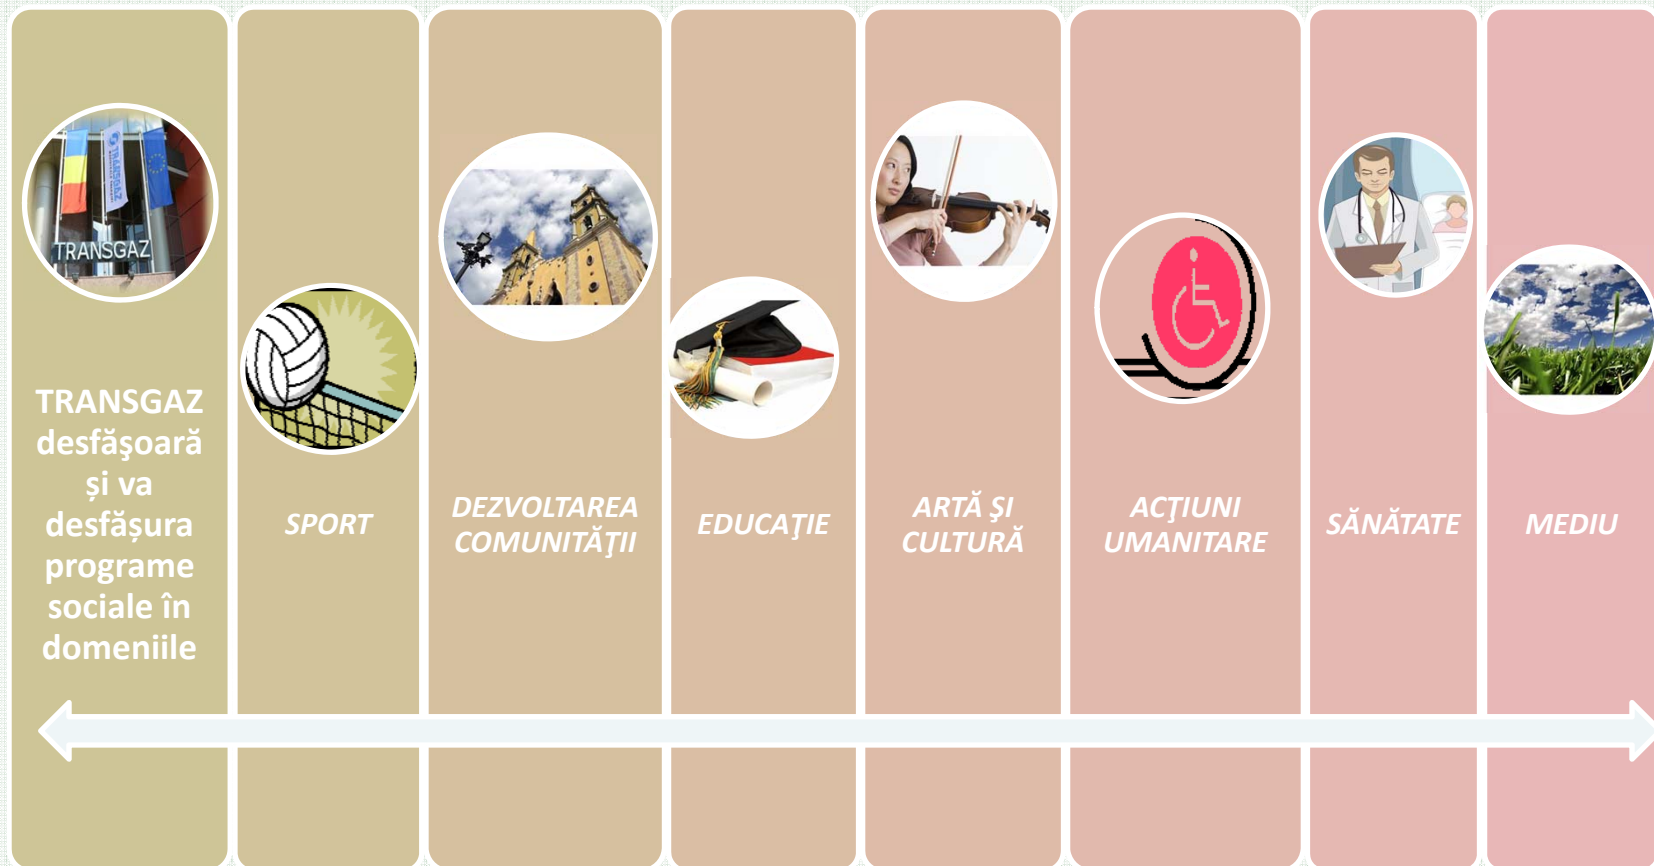 TRANSGAZ
TRANSGAZ
TRANSGAZ
desfăşoară
și va
desfășura
programe
sociale în
domeniile
SPORT
DEZVOLTAREA
COMUNITĂŢII
EDUCAŢIE
ARTĂ ŞI
CULTURĂ
ACŢIUNI
UMANITARE
SĂNĂTATE
MEDIU